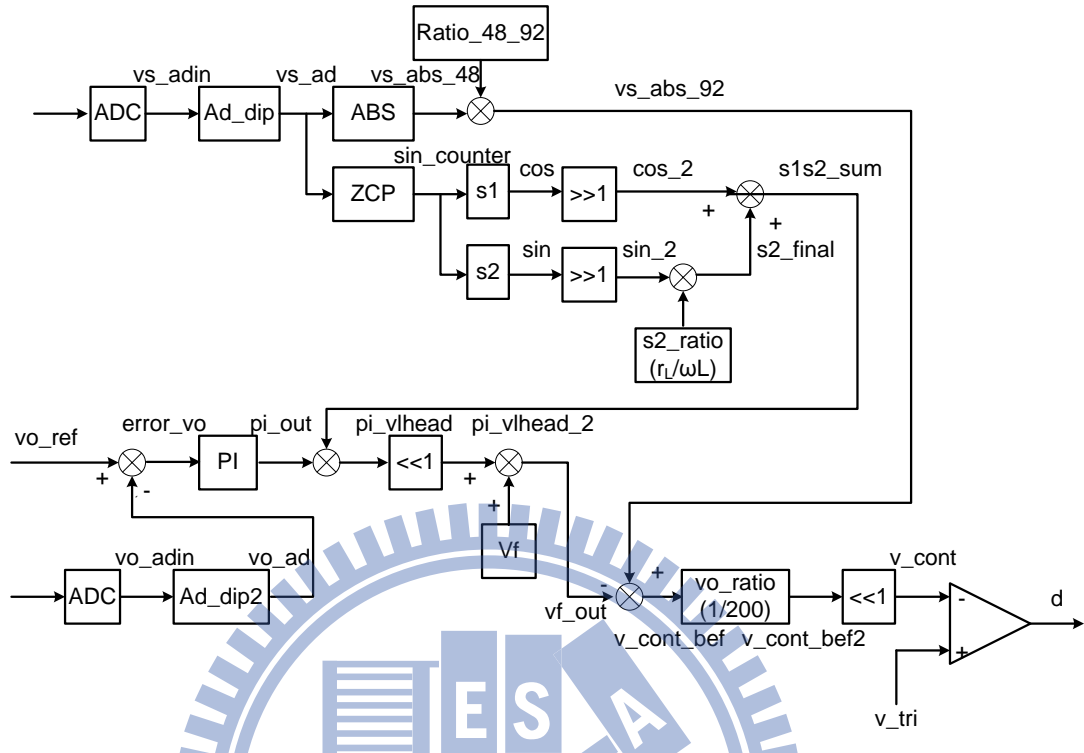 Ratio_48_92
vs_adin
vs_ad
vs_abs_48
vs_abs_92
ADC
Ad_dip
ABS
sin_counter
cos
cos_2
s1s2_sum
ZCP
s1
>>1
+
+
sin
sin_2
s2_final
s2
>>1
s2_ratio
(rL/ωL)
vo_ref
error_vo
pi_out
pi_vlhead
pi_vlhead_2
PI
<<1
+
-
+
+
Vf
vo_adin
vo_ad
ADC
Ad_dip2
-
+
vf_out
vo_ratio
(1/200)
<<1
v_cont
v_cont_bef
v_cont_bef2
-
+
d
v_tri
E S A